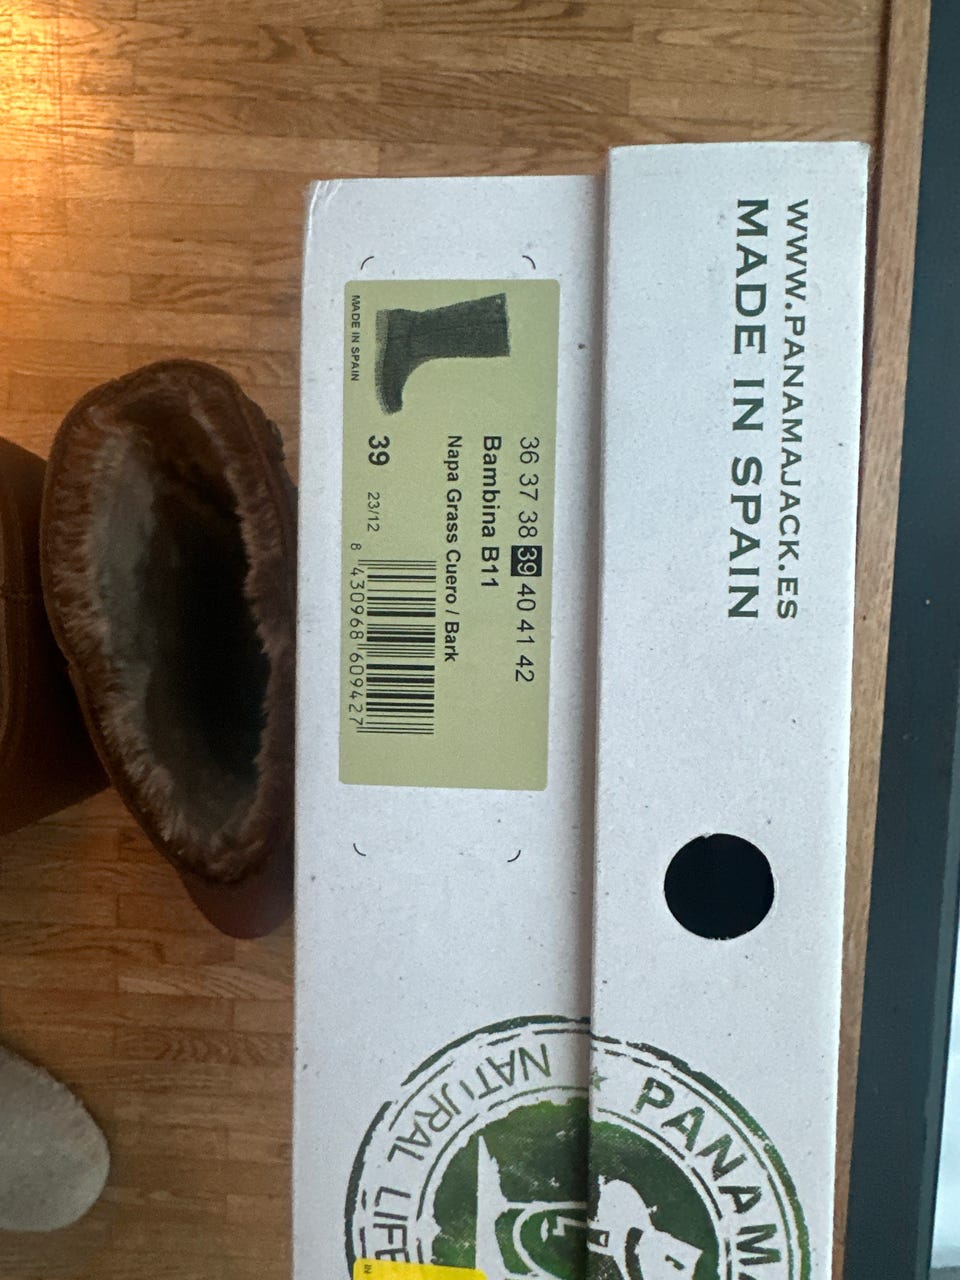 WWW.PANAMAJACK.ES
MADE IN SPAIN
36 37 38 39 40 41 42
Bambina B11
Napa Grass Cuero / Bark
39
23/12
8 430968 609427
MADE IN SPAIN
NATURAL LIFE
PANAMA
IN